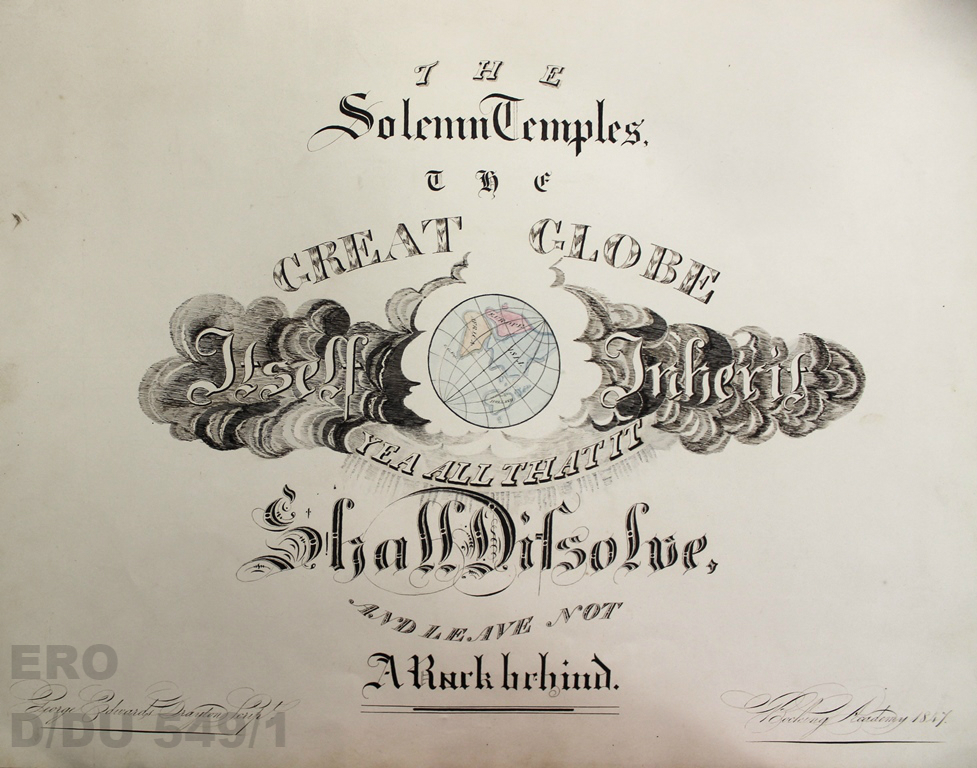 THE
Solemn Temples,
THE
GREAT GLOBE
Itself Inherit
YEA ALL THAT IT
Shall Difsolve,
AND LEAVE NOT
A Rack behind.
George Edwards
Bocking Academy 1847.
ERO
D/DU 549/1